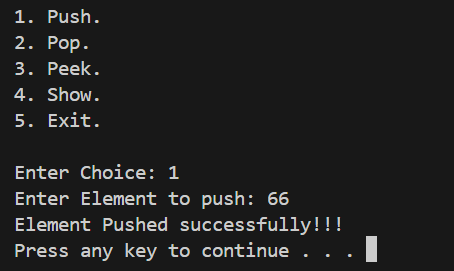 1. Push.
2. Pop.
3. Peek.
4. Show.
5. Exit.
Enter Choice: 1
Enter Element to push: 66
Element Pushed successfully!!!
Press any key to continue . . .